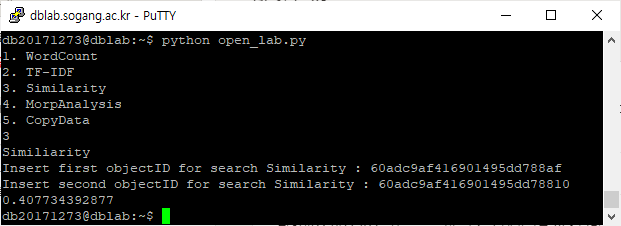 dblab.sogang.ac.kr - PuTTY
db20171273@dblab:~$ python open_lab.py
1. WordCount
2. TF-IDF
3. Similarity
4. MorpAnalysis
5. CopyData
3
Similiarity
Insert first objectID for search Similarity : 60adc9af416901495dd788af
Insert second objectID for search Similarity : 60adc9af416901495dd78810
0.407734392877
db20171273@dblab:~$